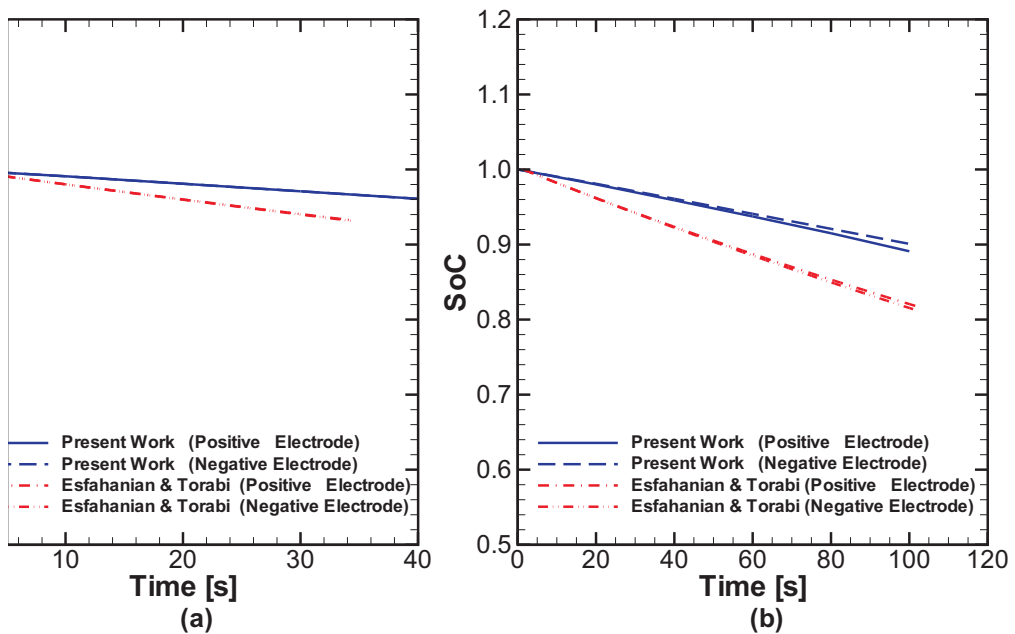 Present Work (Positive Electrode)
Present Work (Negative Electrode)
Esfahanian & Torabi (Positive Electrode)
Esfahanian & Torabi (Negative Electrode)
10 20 30 40
Time [s]
(a)
1.2
1.1
1.0
0.9
0.8
0.7
0.6
0.5
SoC
Present Work (Positive Electrode)
Present Work (Negative Electrode)
Esfahanian & Torabi (Positive Electrode)
Esfahanian & Torabi (Negative Electrode)
0 20 40 60 80 100 120
Time [s]
(b)